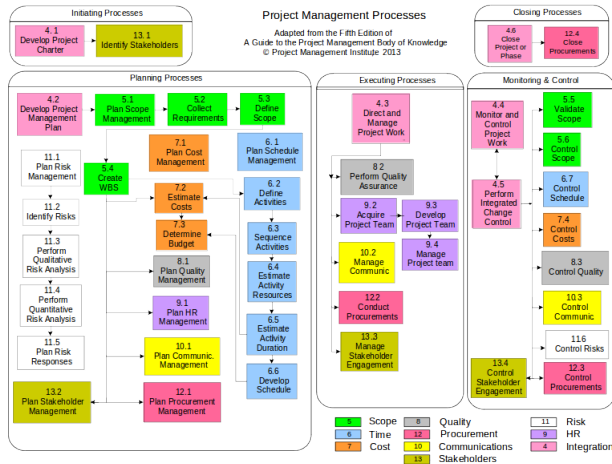 Project Management Processes
Adapted from the Fifth Edition of
A Guide to the Project Management Body of Knowledge
© Project Management Institute 2013
Initiating Processes
4. 1
Develop Project
Charter
13. 1
Identify Stakeholders
Closing Processes
4.6
Close
Project or
Phase
12.4
Close
Procurements
Planning Processes
4.2
Develop Project
Management
Plan
5.1
Plan Scope
Management
5.2
Collect
Requirements
5.3
Define
Scope
7.1
Plan Cost
Management
6. 1
Plan Schedule
Management
11.1
Plan Risk
Management
5.4
Create
WBS
7.2
Estimate
Costs
6. 2
Define
Activities
11.2
Identify Risks
7.3
Determine
Budget
6.3
Sequence
Activities
11.3
Perform
Qualitative
Risk Analysis
8.1
Plan Quality
Management
6.4
Estimate
Activity
Resources
11.4
Perform
Quantitative
Risk Analysis
9.1
Plan HR
Management
6.5
Estimate
Activity
Duration
11.5
Plan Risk
Responses
10.1
Plan Communic.
Management
6.6
Develop
Schedule
13.2
Plan Stakeholder
Management
12.1
Plan Procurement
Management
Executing Processes
4.3
Direct and
Manage
Project Work
8 2
Perform Quality
Assurance
9. 2
Acquire
Project Team
9.3
Develop
Project Team
9. 4
Manage
Project team
10.2
Manage
Communic
12.2
Conduct
Procurements
13.3
Manage
Stakeholder
Engagement
Monitoring & Control
4.4
Monitor and
Control
Project
Work
5.5
Validate
Scope
5.6
Control
Scope
4.5
Perform
Integrated
Change
Control
6.7
Control
Schedule
7.4
Control
Costs
8.3
Control Quality
10.3
Control
Communic
11.6
Control Risks
13.4
Control
Stakeholder
Engagement
12.3
Control
Procurements
5 Scope
8 Quality
11 Risk
6 Time
12 Procurement
9 HR
7 Cost
10 Communications
4 Integration
13 Stakeholders